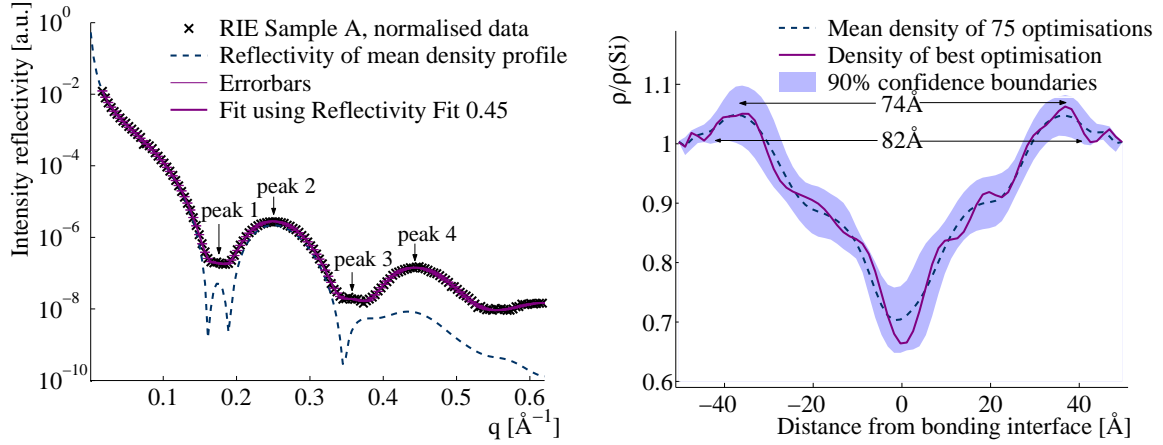 Intensity reflectivity [a.u.]
10⁰
10⁻²
10⁻⁴
10⁻⁶
10⁻⁸
10⁻¹⁰
RIE Sample A, normalised data
Reflectivity of mean density profile
Errorbars
Fit using Reflectivity Fit 0.45
peak 1
peak 2
peak 3
peak 4
0.1
0.2
0.3
0.4
0.5
0.6
q [Å⁻¹]
ρ/ρ(Si)
1.1
1
0.9
0.8
0.7
0.6
Mean density of 75 optimisations
Density of best optimisation
90% confidence boundaries
74Å
82Å
−40
−20
0
20
40
Distance from bonding interface [Å]